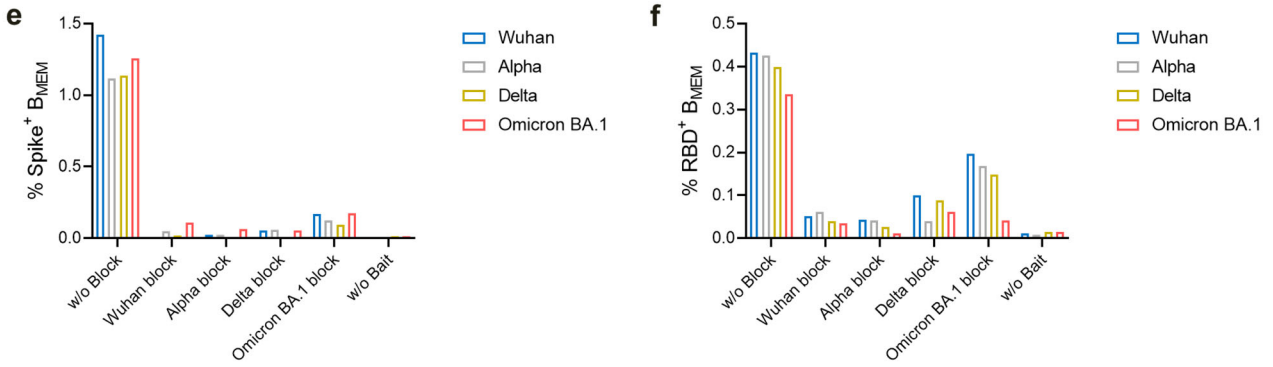 e
% Spike+ BMEM
1.5
1.0
0.5
0.0
w/o Block
Wuhan block
Alpha block
Delta block
Omicron BA.1 block
w/o Bait
Wuhan
Alpha
Delta
Omicron BA.1
f
% RBD+ BMEM
0.5
0.4
0.3
0.2
0.1
0.0
w/o Block
Wuhan block
Alpha block
Delta block
Omicron BA.1 block
w/o Bait
Wuhan
Alpha
Delta
Omicron BA.1